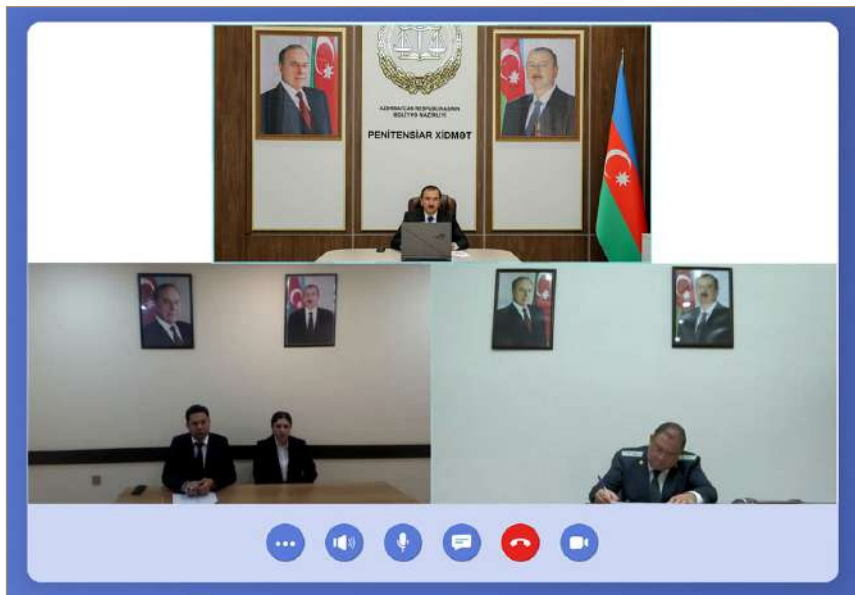 AZƏRBAYCAN RESPUBLİKASININ
ƏDLİYYƏ NAZİRLİYİ
PENİTENSİAR XİDMƏT